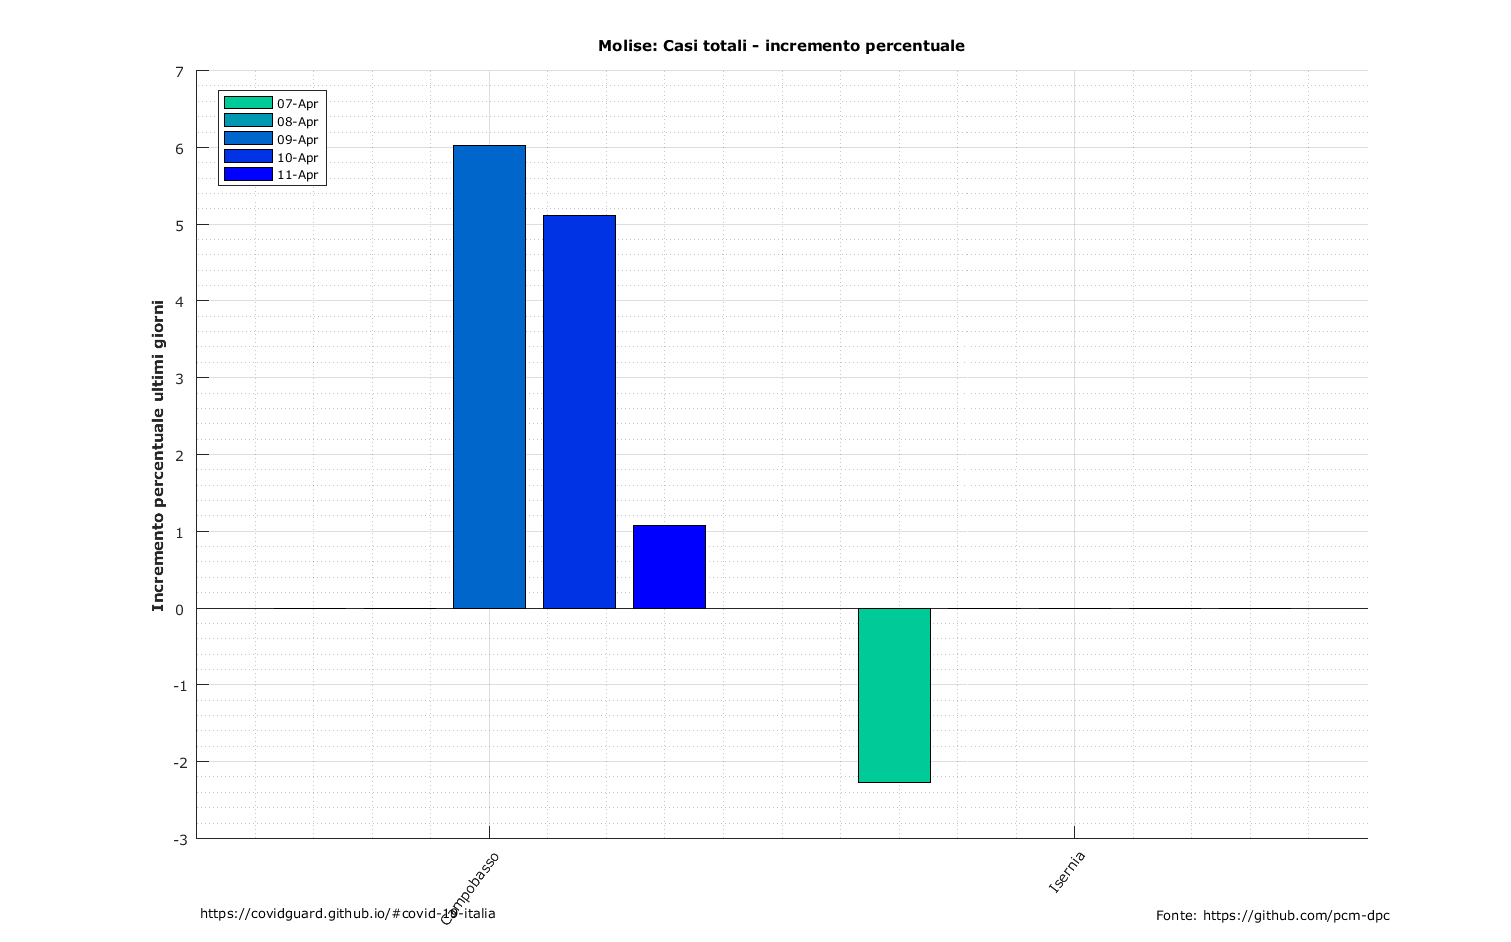 Molise: Casi totali - incremento percentuale
7
6
5
4
3
2
1
0
-1
-2
-3
Incremento percentuale ultimi giorni
07-Apr
08-Apr
09-Apr
10-Apr
11-Apr
Campobasso
Isernia
https://covidguard.github.io/#covid-19-italia
Fonte: https://github.com/pcm-dpc